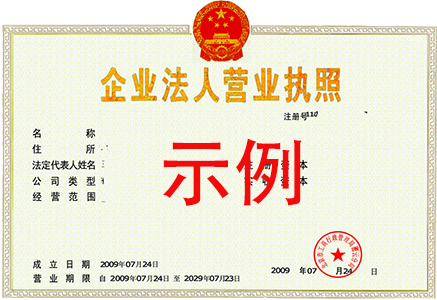 企业法人营业执照
注册号110
名 称
住 所
法定代表人姓名
公 司 类 型
经 营 范 围
示例
成 立 日 期 2009年07月24日
营 业 期 限 自 2009年07月24日 至 2029年07月23日
2009 年 07 月 24 日